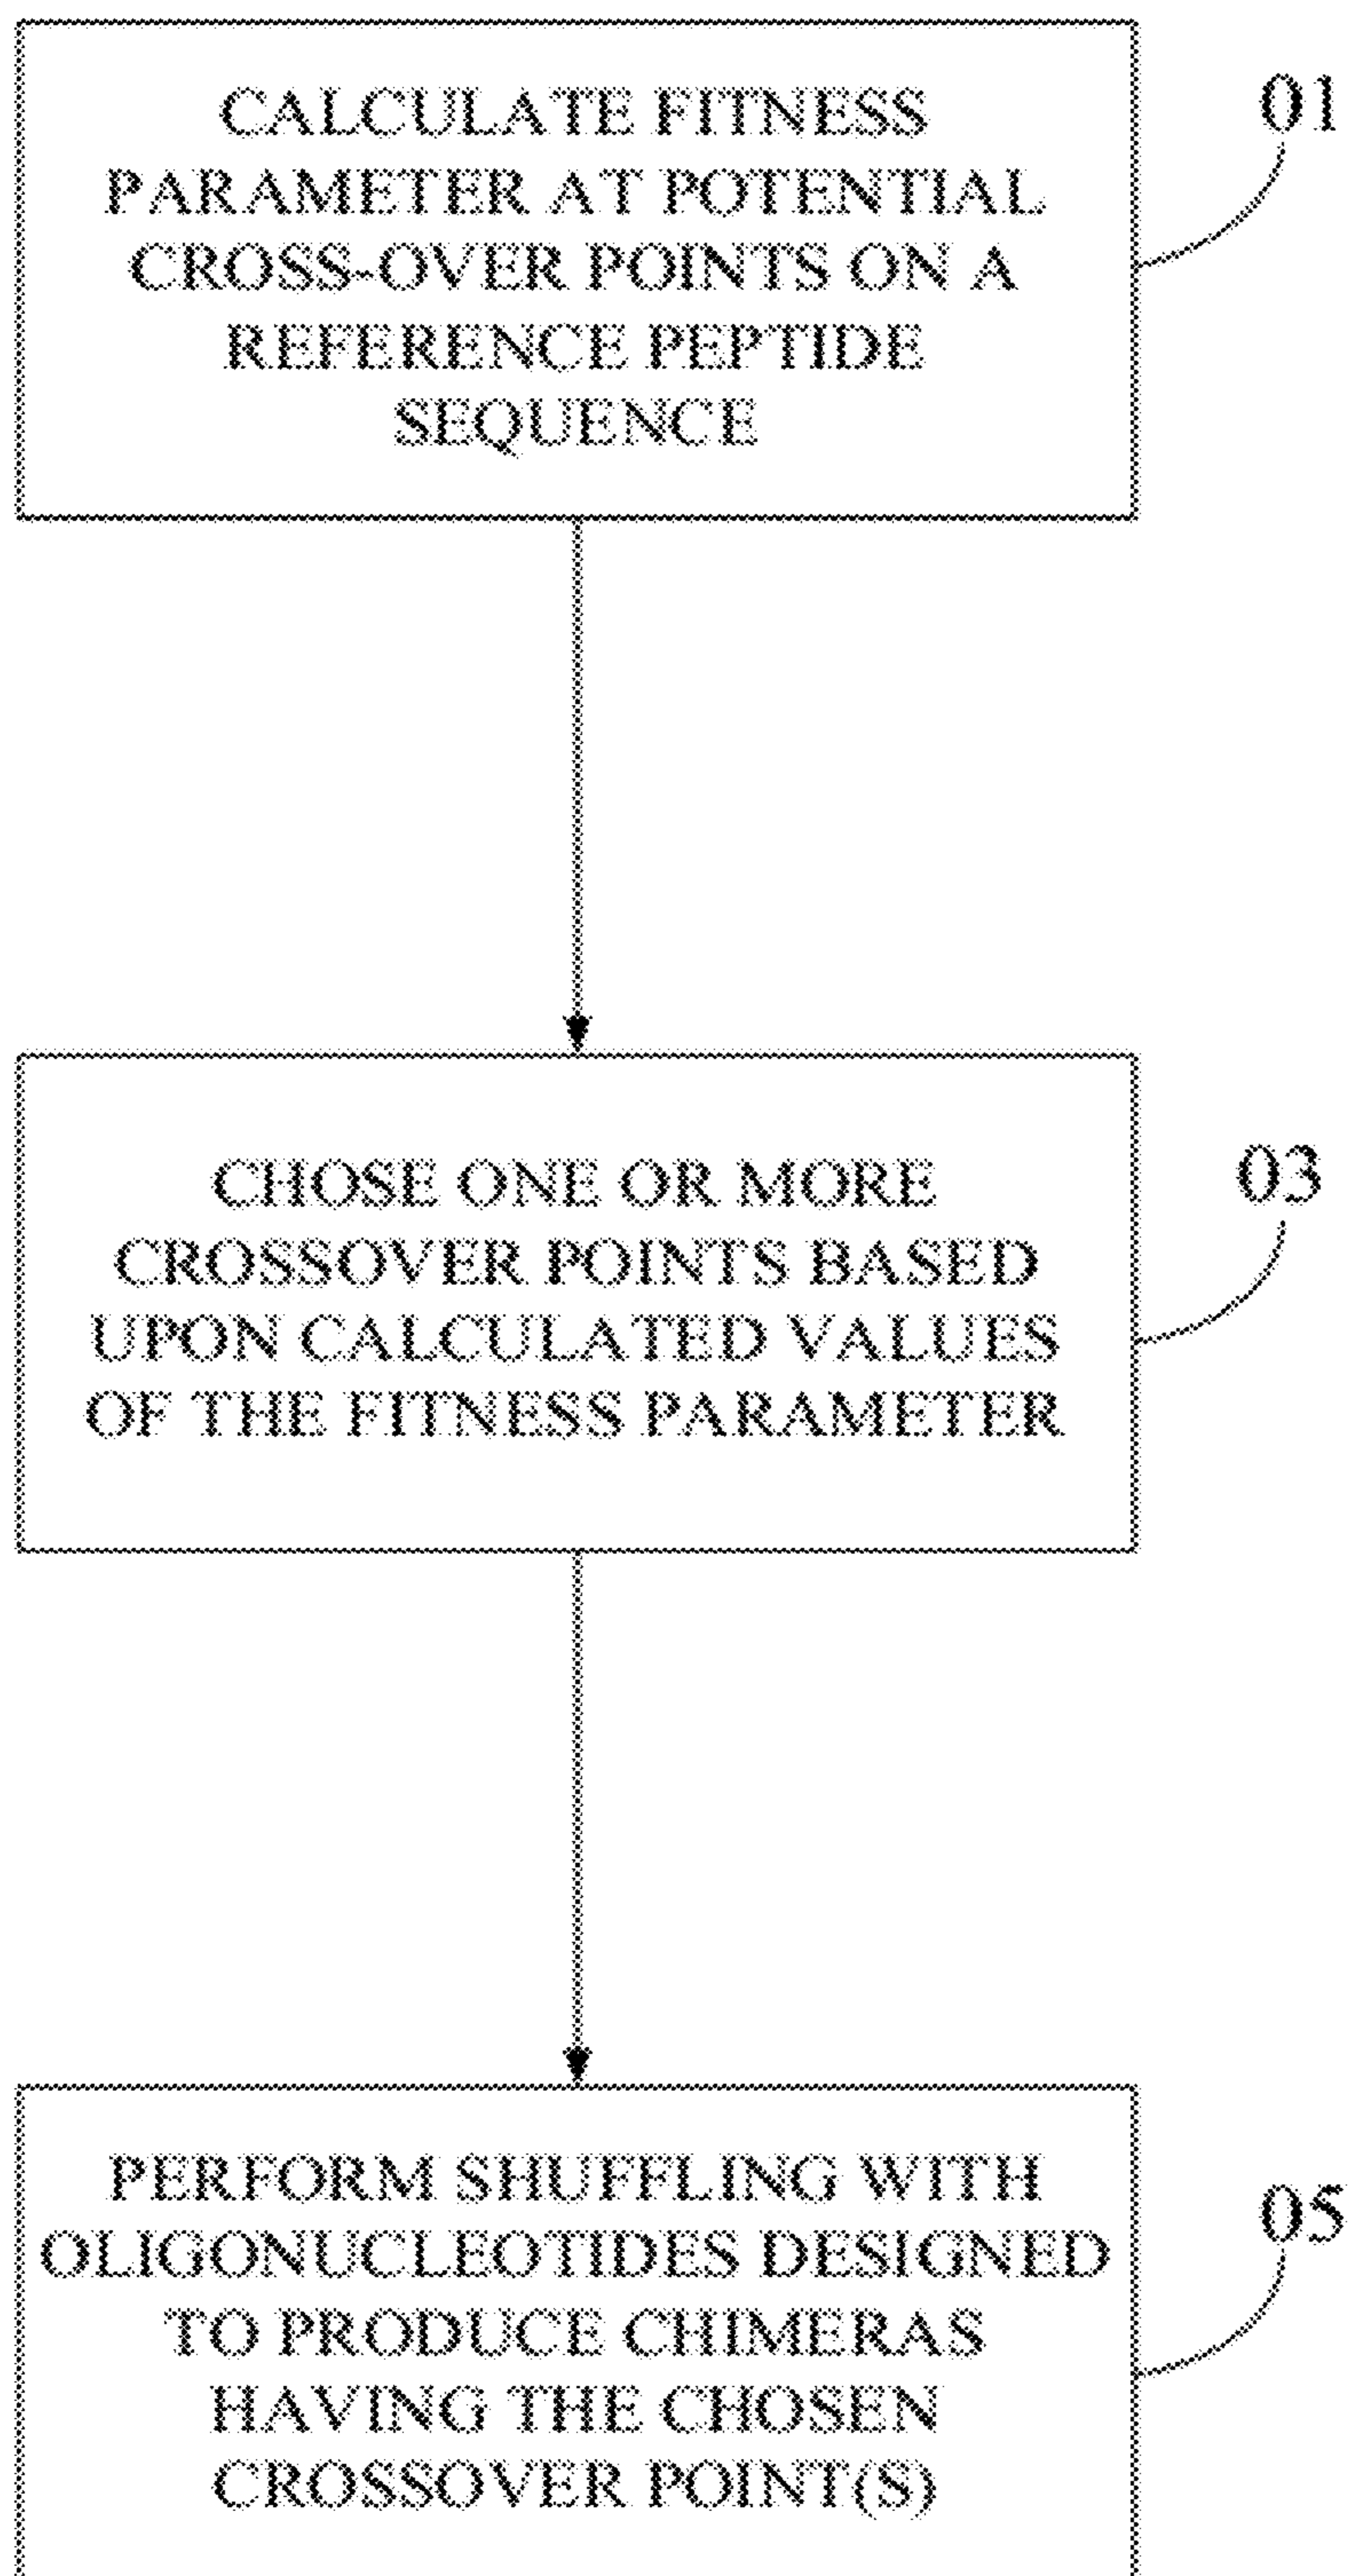 CALCULATE FITNESS
PARAMETER AT POTENTIAL
CROSS-OVER POINTS ON A
REFERENCE PEPTIDE
SEQUENCE
01
CHOSE ONE OR MORE
CROSSOVER POINTS BASED
UPON CALCULATED VALUES
OF THE FITNESS PARAMETER
03
PERFORM SHUFFLING WITH
OLIGONUCLEOTIDES DESIGNED
TO PRODUCE CHIMERAS
HAVING THE CHOSEN
CROSSOVER POINT(S)
05